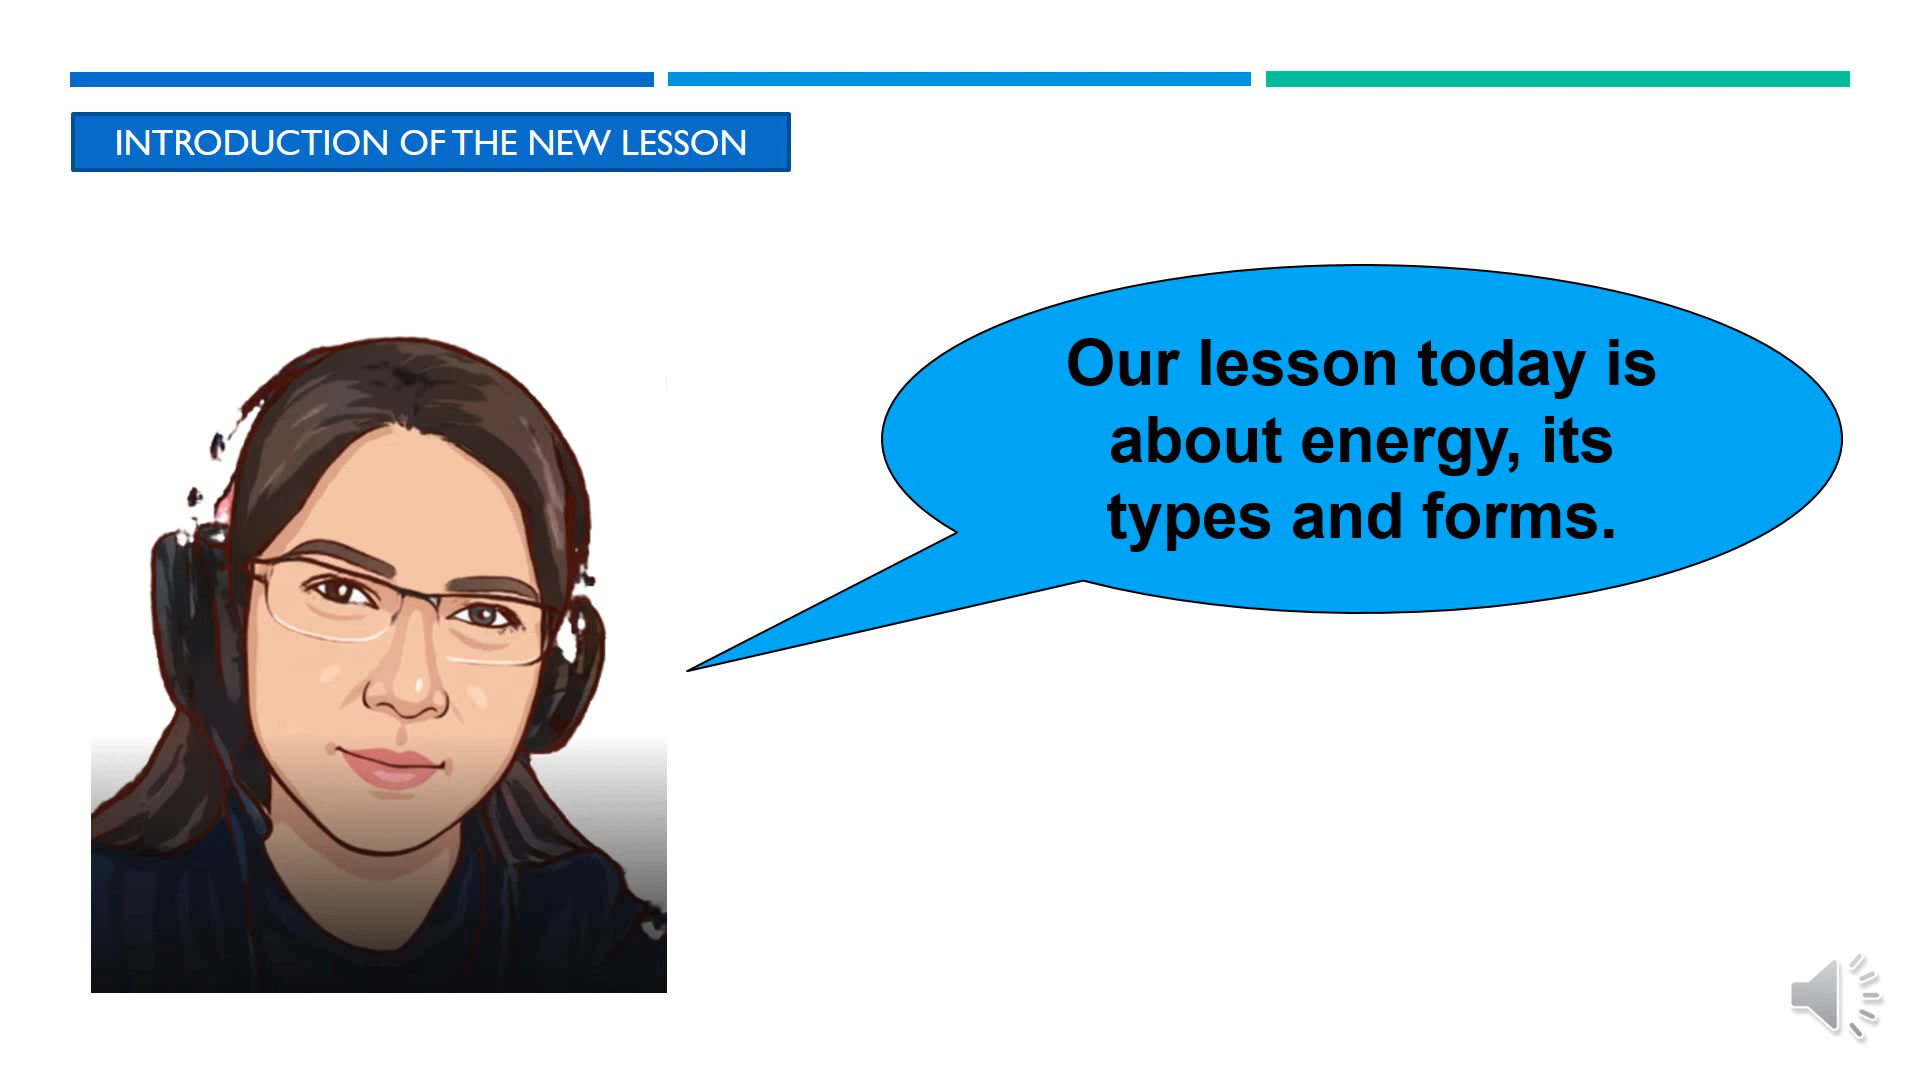 INTRODUCTION OF THE NEW LESSON
Our lesson today is
about energy, its
types and forms.